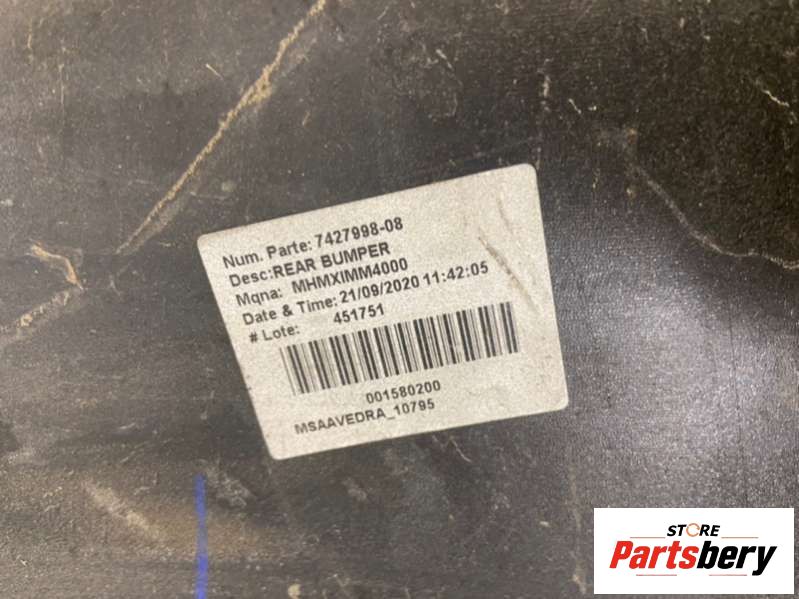 Num. Parte: 7427998-08
Desc:REAR BUMPER
Mqna: MHMXIMM4000
Date & Time: 21/09/2020 11:42:05
# Lote: 451751
001580200
MSAAVEDRA_10795
STORE
Partsbery